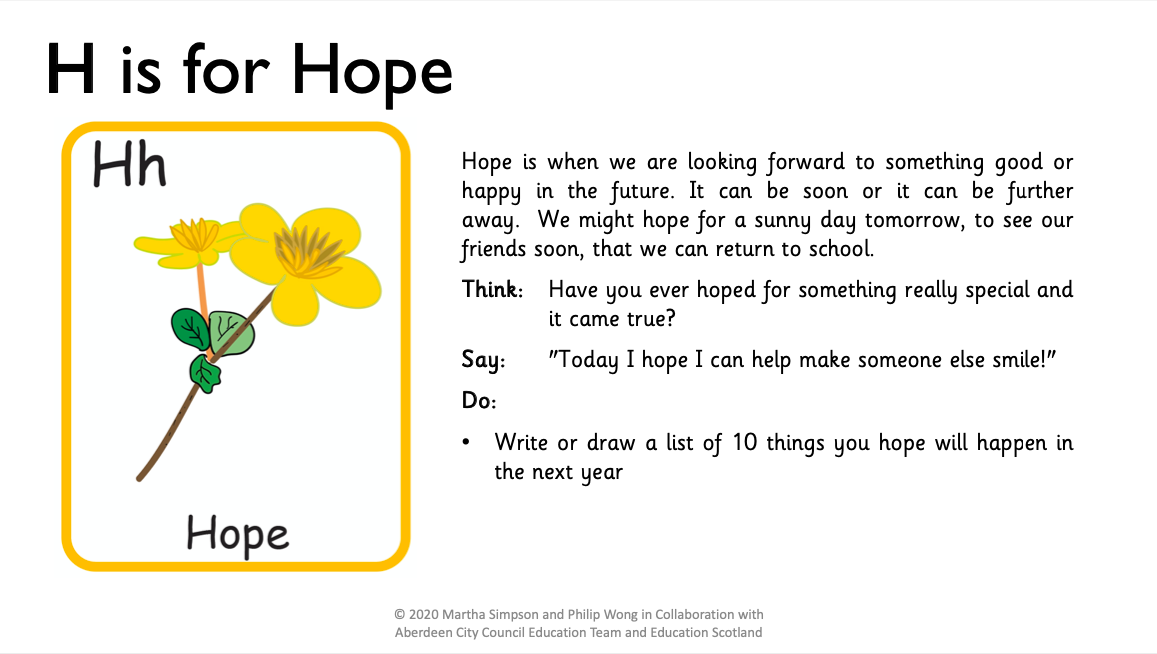 H is for Hope
Hh
Hope
Hope is when we are looking forward to something good or
happy in the future. It can be soon or it can be further
away.  We might hope for a sunny day tomorrow, to see our
friends soon, that we can return to school.
Think: Have you ever hoped for something really special and
it came true?
Say: "Today I hope I can help make someone else smile!"
Do:
• Write or draw a list of 10 things you hope will happen in
the next year
© 2020 Martha Simpson and Philip Wong in Collaboration with
Aberdeen City Council Education Team and Education Scotland